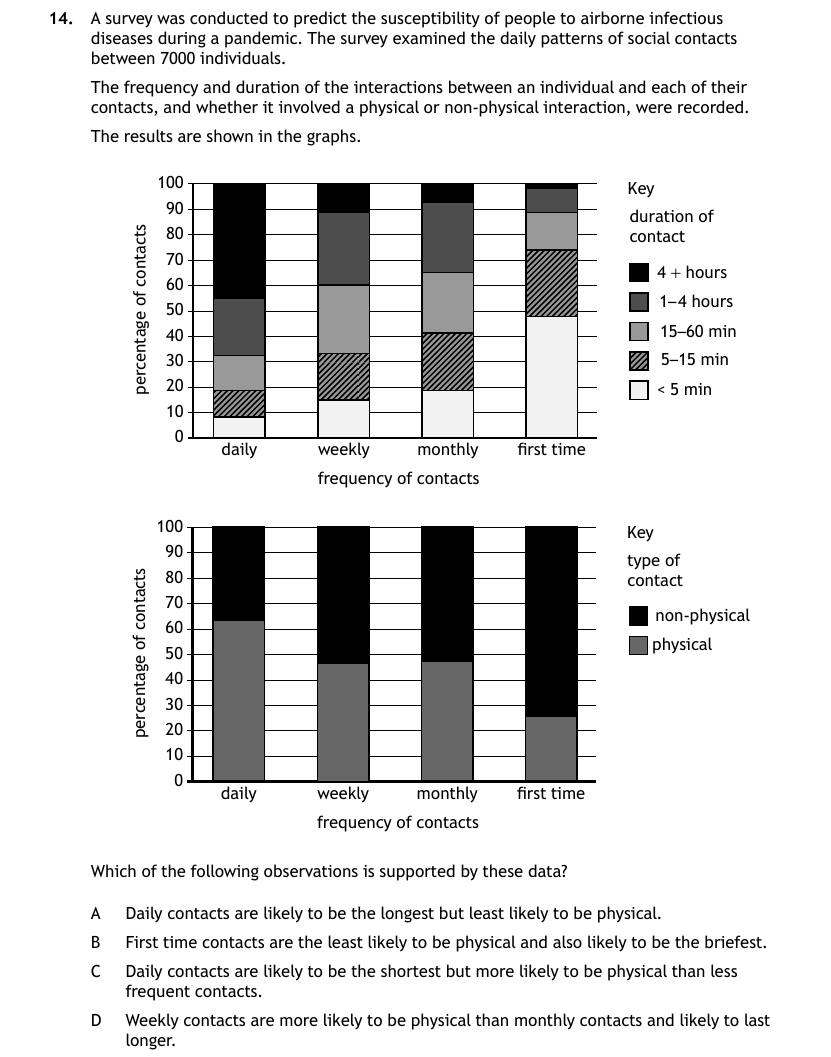 14. A survey was conducted to predict the susceptibility of people to airborne infectious
diseases during a pandemic. The survey examined the daily patterns of social contacts
between 7000 individuals.
The frequency and duration of the interactions between an individual and each of their
contacts, and whether it involved a physical or non-physical interaction, were recorded.
The results are shown in the graphs.
percentage of contacts
100
90
80
70
60
50
40
30
20
10
0
daily weekly monthly first time
frequency of contacts
Key
duration of
contact
4 + hours
1–4 hours
15–60 min
5–15 min
< 5 min
percentage of contacts
100
90
80
70
60
50
40
30
20
10
0
daily weekly monthly first time
frequency of contacts
Key
type of
contact
non-physical
physical
Which of the following observations is supported by these data?
A Daily contacts are likely to be the longest but least likely to be physical.
B First time contacts are the least likely to be physical and also likely to be the briefest.
C Daily contacts are likely to be the shortest but more likely to be physical than less
frequent contacts.
D Weekly contacts are more likely to be physical than monthly contacts and likely to last
longer.